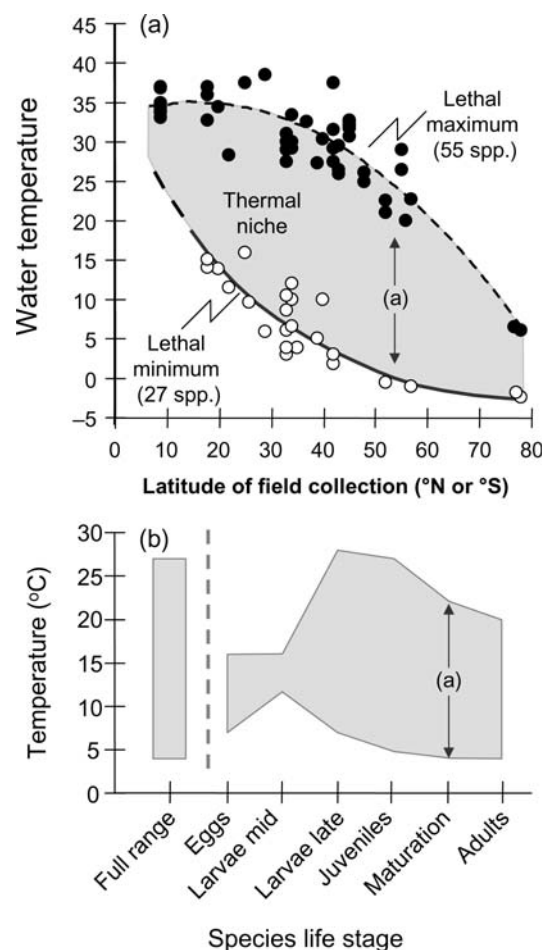 (a)
45
40
35
30
25
20
15
10
5
0
–5
Water temperature
Lethal
maximum
(55 spp.)
Thermal
niche
(a)
Lethal
minimum
(27 spp.)
0 10 20 30 40 50 60 70 80
Latitude of field collection (°N or °S)
(b)
30
25
20
15
10
5
0
Temperature (°C)
(a)
Full range
Eggs
Larvae mid
Larvae late
Juveniles
Maturation
Adults
Species life stage